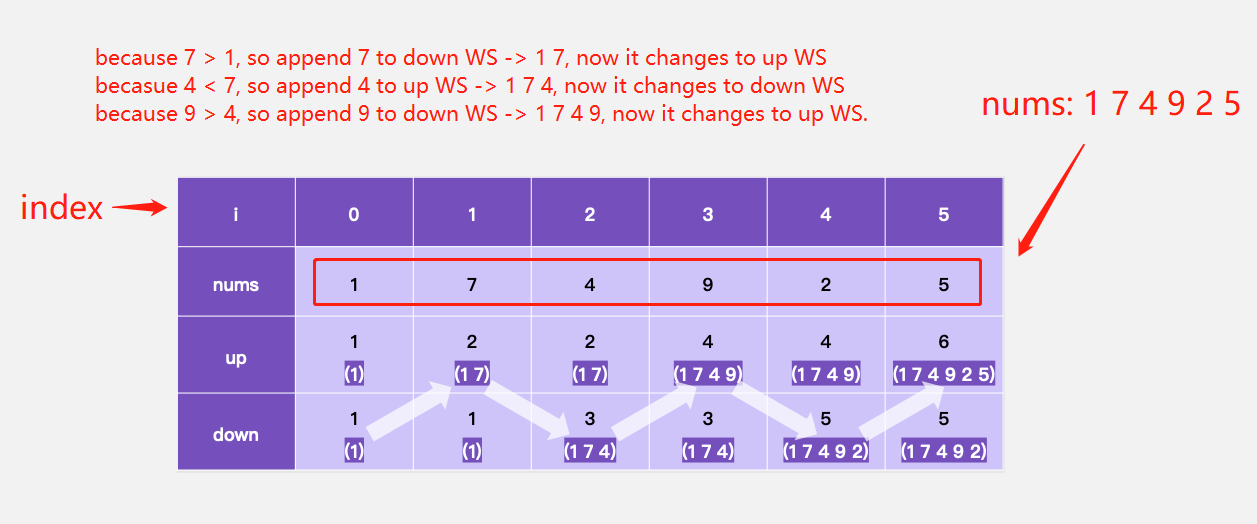 because 7 > 1, so append 7 to down WS -> 1 7, now it changes to up WS
becasue 4 < 7, so append 4 to up WS -> 1 7 4, now it changes to down WS
because 9 > 4, so append 9 to down WS -> 1 7 4 9, now it changes to up WS.
nums: 1 7 4 9 2 5
index
i 0 1 2 3 4 5
nums 1 7 4 9 2 5
up
1 2 2 4 4 6
(1) (1 7) (1 7) (1 7 4 9) (1 7 4 9) (1 7 4 9 2 5)
down
1 1 3 3 5 5
(1) (1) (1 7 4) (1 7 4) (1 7 4 9 2) (1 7 4 9 2)